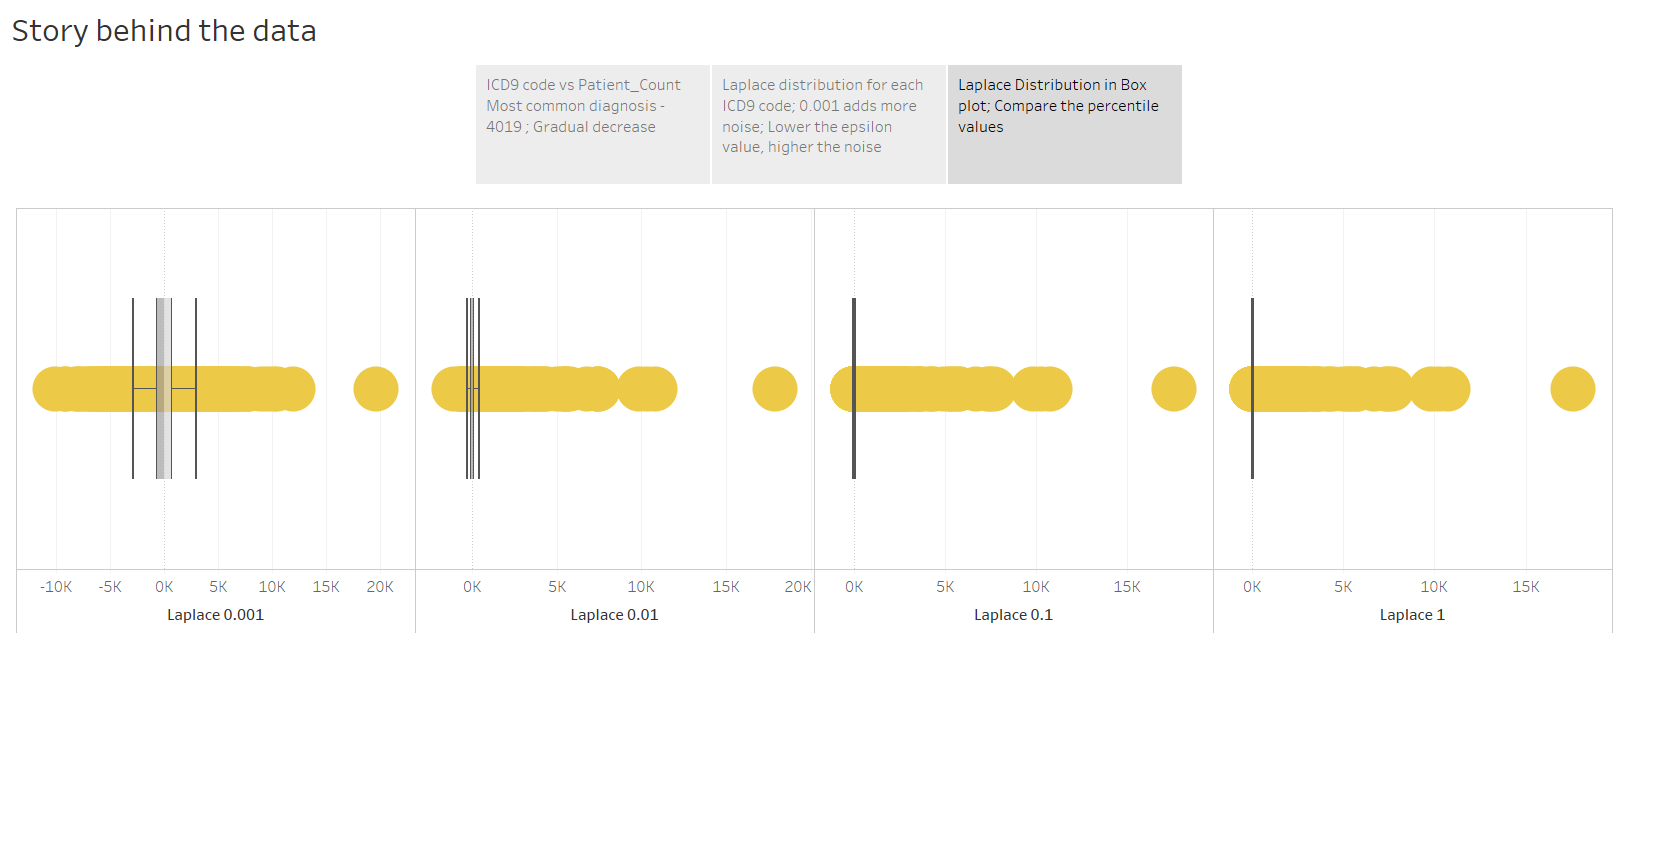 Story behind the data
ICD9 code vs Patient_Count
Most common diagnosis -
4019 ; Gradual decrease
Laplace distribution for each
ICD9 code; 0.001 adds more
noise; Lower the epsilon
value, higher the noise
Laplace Distribution in Box
plot; Compare the percentile
values
-10K -5K 0K 5K 10K 15K 20K
Laplace 0.001
0K 5K 10K 15K 20K
Laplace 0.01
0K 5K 10K 15K
Laplace 0.1
0K 5K 10K 15K
Laplace 1